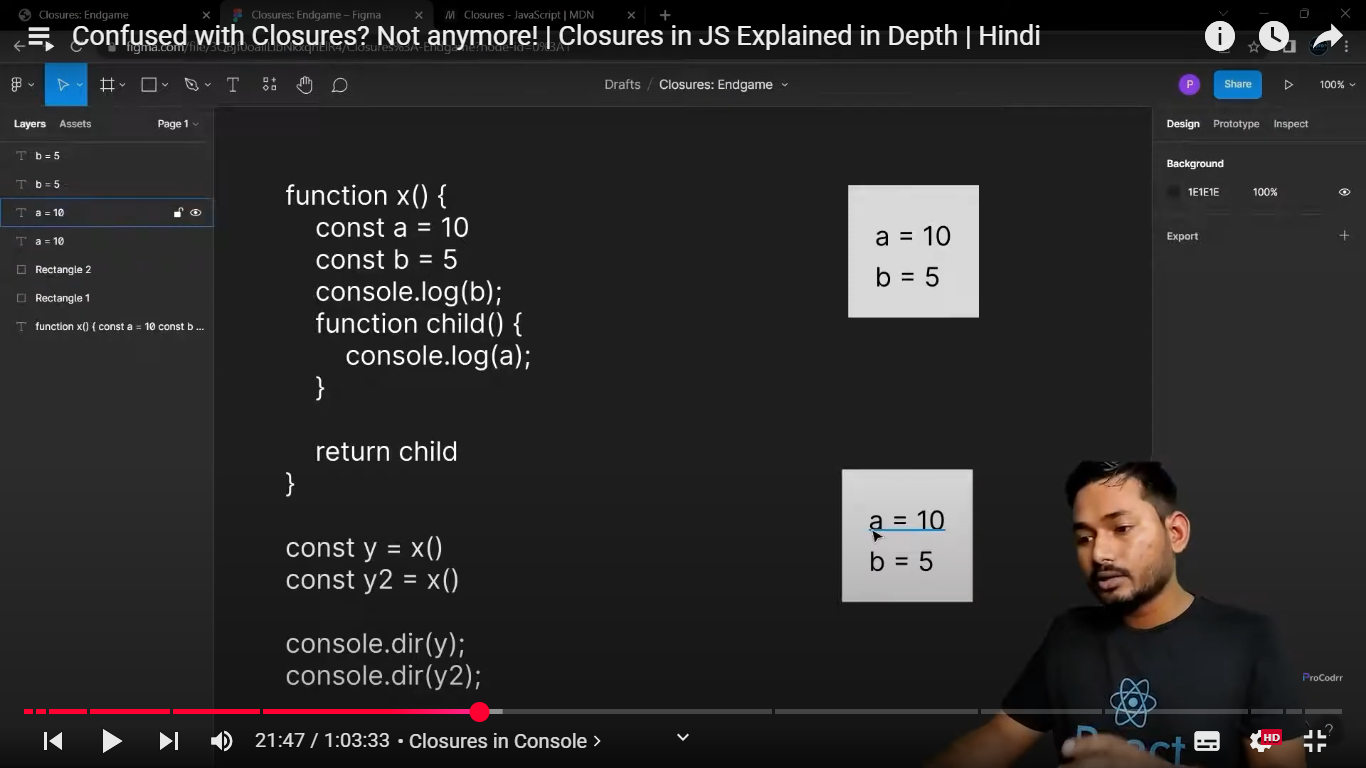 Closures: Endgame
Closures: Endgame – Figma
Closures - JavaScript | MDN
Confused with Closures? Not anymore! | Closures in JS Explained in Depth | Hindi
Drafts / Closures: Endgame
P
Share
100%
Layers
Assets
Page 1
Design
Prototype
Inspect
b = 5
b = 5
a = 10
a = 10
Rectangle 2
Rectangle 1
function x() { const a = 10 const b ...
Background
1E1E1E
100%
Export
function x() {
const a = 10
const b = 5
console.log(b);
function child() {
console.log(a);
}
return child
}
const y = x()
const y2 = x()
console.dir(y);
console.dir(y2);
a = 10
b = 5
a = 10
b = 5
ProCodrr
React
?
21:47 / 1:03:33 • Closures in Console
HD